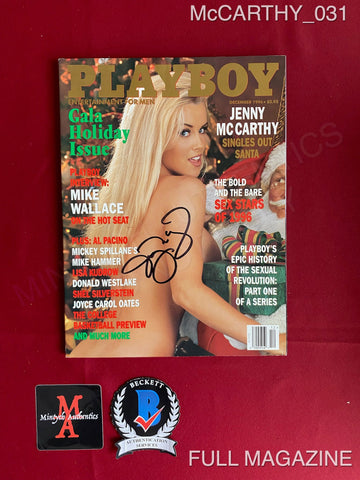 McCARTHY_031
PLAYBOY
ENTERTAINMENT FOR MEN
DECEMBER 1996 • $5.95
Gala
Holiday
Issue
JENNY
McCARTHY
SINGLES OUT
SANTA
PLAYBOY
INTERVIEW:
MIKE
WALLACE
ON THE HOT SEAT
THE BOLD
AND THE BARE
SEX STARS
OF 1996
PLUS: AL PACINO
MICKEY SPILLANE'S
MIKE HAMMER
LISA KUDROW
DONALD WESTLAKE
SHEL SILVERSTEIN
JOYCE CAROL OATES
THE COLLEGE
BASKETBALL PREVIEW
AND MUCH MORE
PLAYBOY'S
EPIC HISTORY
OF THE SEXUAL
REVOLUTION:
PART ONE
OF A SERIES
MA
Mintych Authentics
BECKETT
B
AUTHENTICATION
SERVICES
FULL MAGAZINE